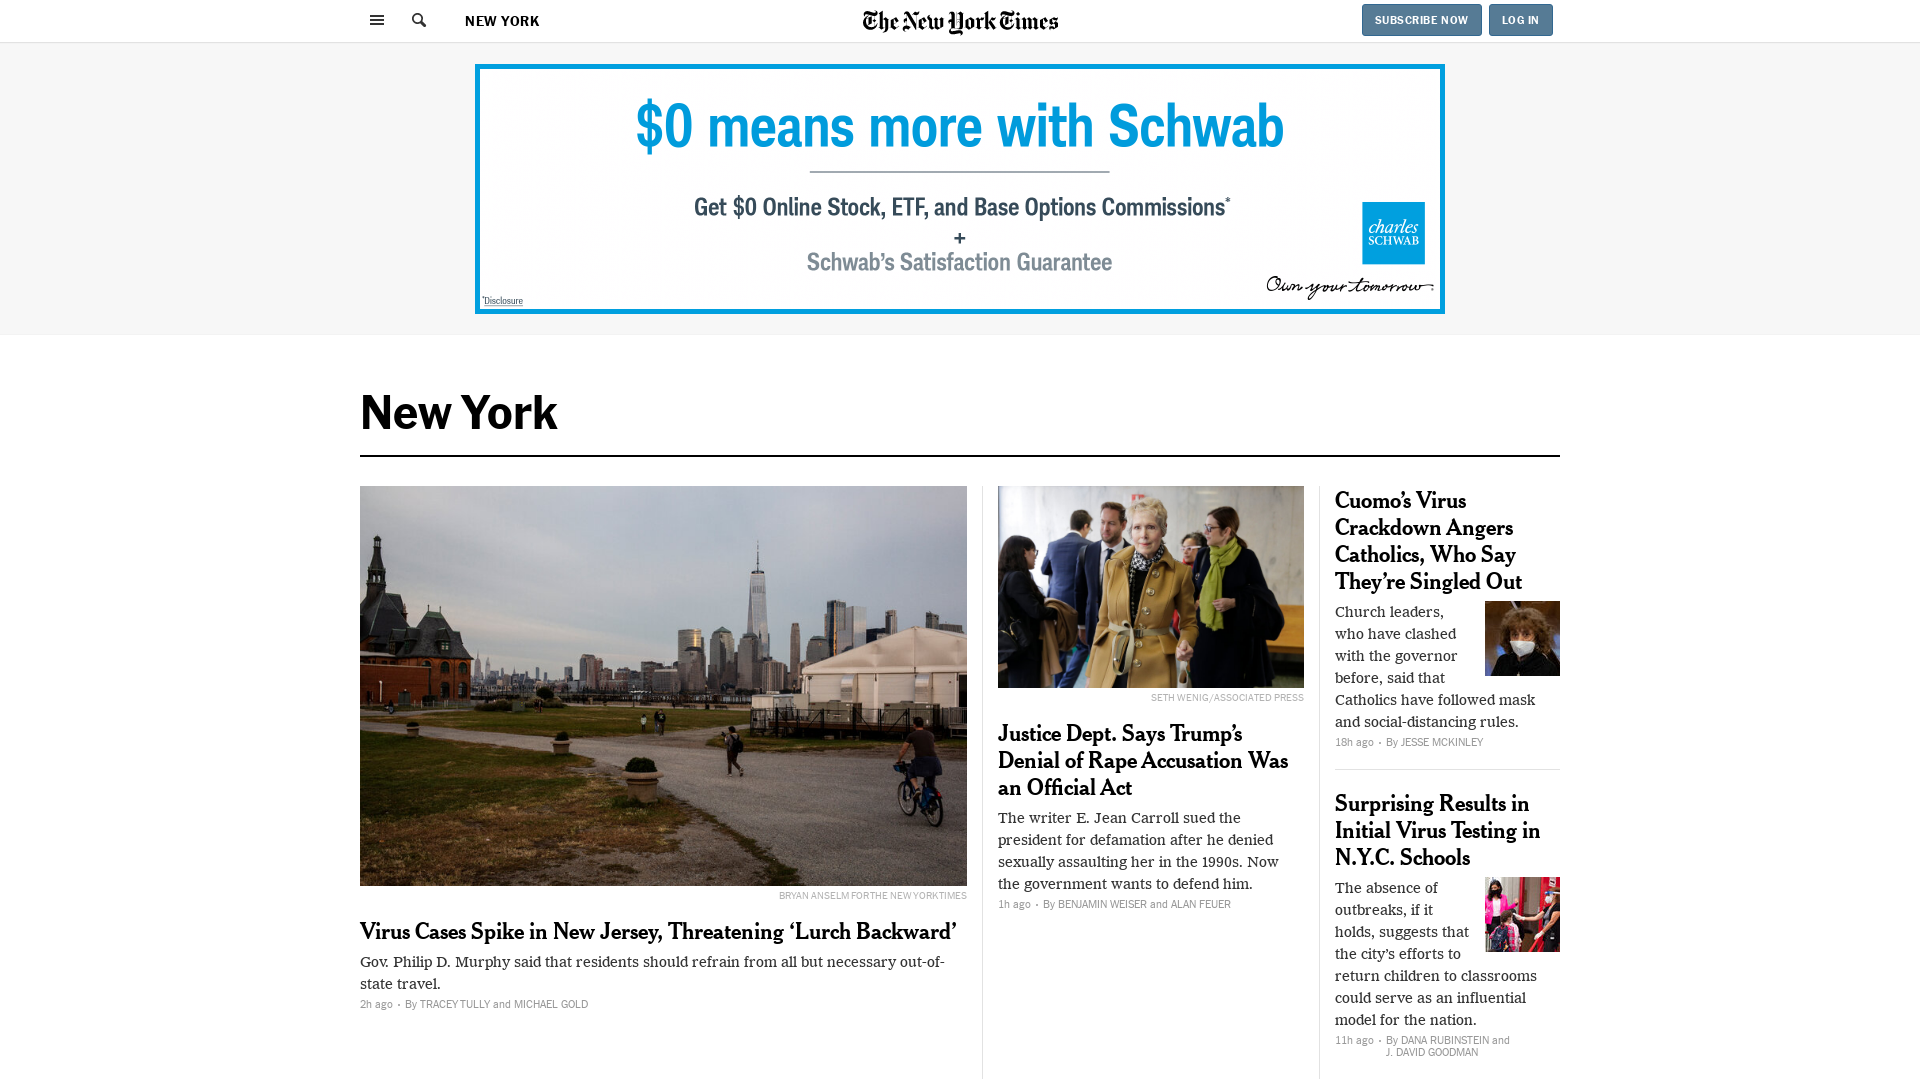 NEW YORK
The New York Times
SUBSCRIBE NOW
LOG IN
$0 means more with Schwab
Get $0 Online Stock, ETF, and Base Options Commissions*
+
Schwab's Satisfaction Guarantee
charles
SCHWAB
Own your tomorrow.
*Disclosure
New York
BRYAN ANSELM FOR THE NEW YORK TIMES
Virus Cases Spike in New Jersey, Threatening ‘Lurch Backward’
Gov. Philip D. Murphy said that residents should refrain from all but necessary out-of-
state travel.
2h ago • By TRACEY TULLY and MICHAEL GOLD
SETH WENIG/ASSOCIATED PRESS
Justice Dept. Says Trump’s
Denial of Rape Accusation Was
an Official Act
The writer E. Jean Carroll sued the
president for defamation after he denied
sexually assaulting her in the 1990s. Now
the government wants to defend him.
1h ago • By BENJAMIN WEISER and ALAN FEUER
Cuomo’s Virus
Crackdown Angers
Catholics, Who Say
They’re Singled Out
Church leaders,
who have clashed
with the governor
before, said that
Catholics have followed mask
and social-distancing rules.
18h ago • By JESSE MCKINLEY
Surprising Results in
Initial Virus Testing in
N.Y.C. Schools
The absence of
outbreaks, if it
holds, suggests that
the city’s efforts to
return children to classrooms
could serve as an influential
model for the nation.
11h ago • By DANA RUBINSTEIN and
J. DAVID GOODMAN